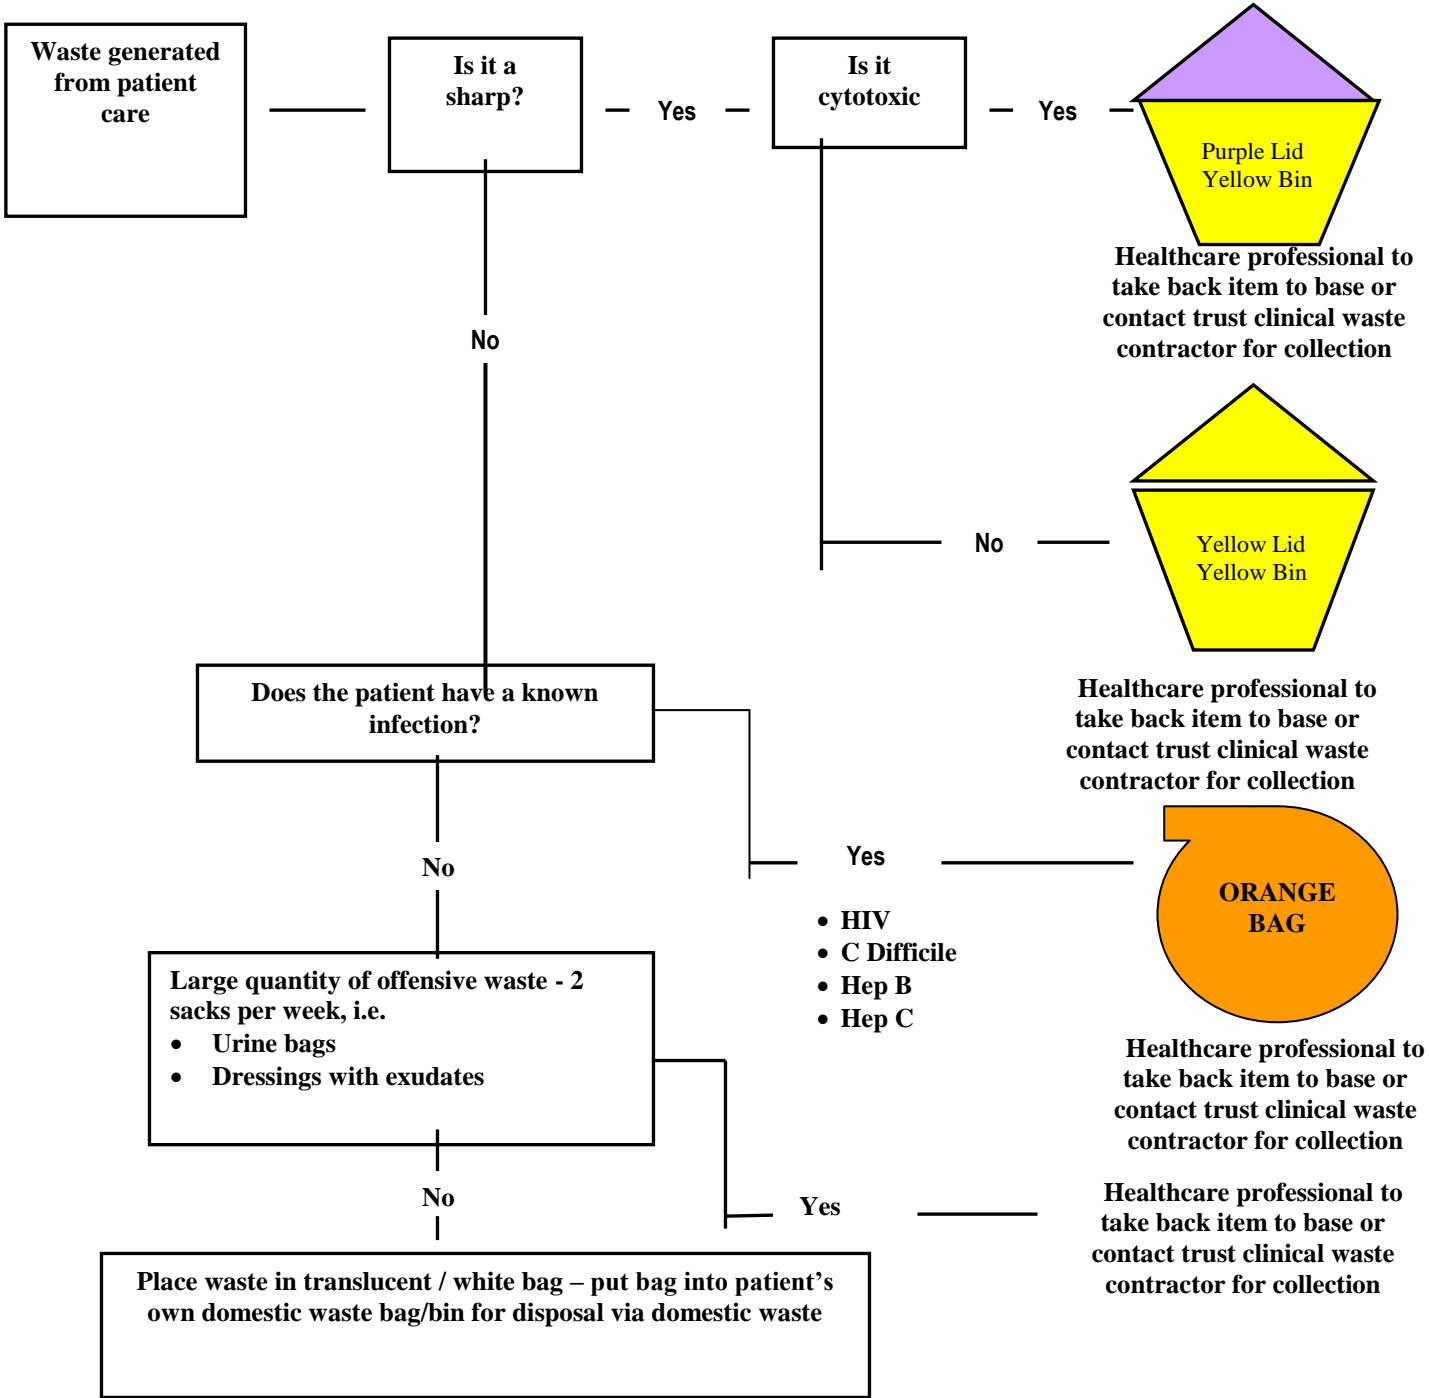 Waste generated
from patient
care
Is it a
sharp?
Yes
Is it
cytotoxic
Yes
Purple Lid
Yellow Bin
Healthcare professional to
take back item to base or
contact trust clinical waste
contractor for collection
No
No
Yellow Lid
Yellow Bin
Healthcare professional to
take back item to base or
contact trust clinical waste
contractor for collection
Does the patient have a known
infection?
No
Yes
• HIV
• C Difficile
• Hep B
• Hep C
ORANGE
BAG
Healthcare professional to
take back item to base or
contact trust clinical waste
contractor for collection
Large quantity of offensive waste - 2
sacks per week, i.e.
• Urine bags
• Dressings with exudates
No
Yes
Healthcare professional to
take back item to base or
contact trust clinical waste
contractor for collection
Place waste in translucent / white bag – put bag into patient’s
own domestic waste bag/bin for disposal via domestic waste